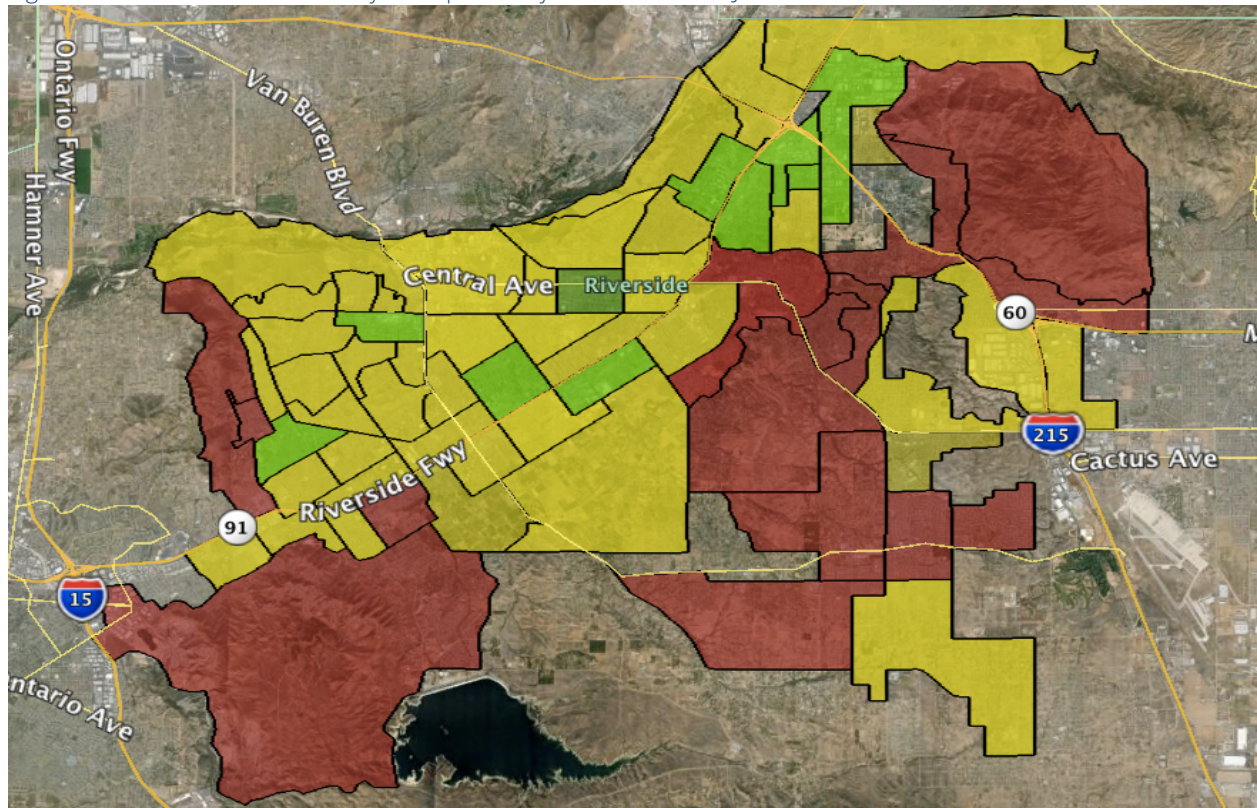 Ontario Fwy
Van Buren Blvd
Hamner Ave
Central Ave
Riverside
60
M
215
Cactus Ave
Riverside Fwy
91
15
ntario Ave